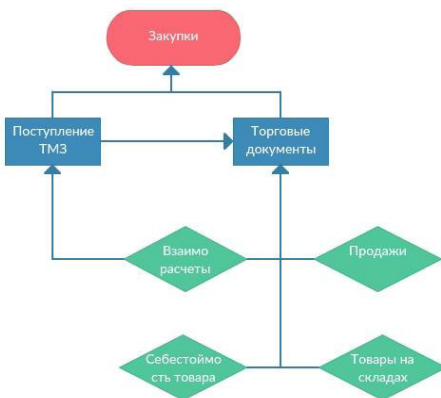 Закупки
Поступление
ТМЗ
Торговые
документы
Взаимо
расчеты
Продажи
Себестоймо
сть товара
Товары на
складах